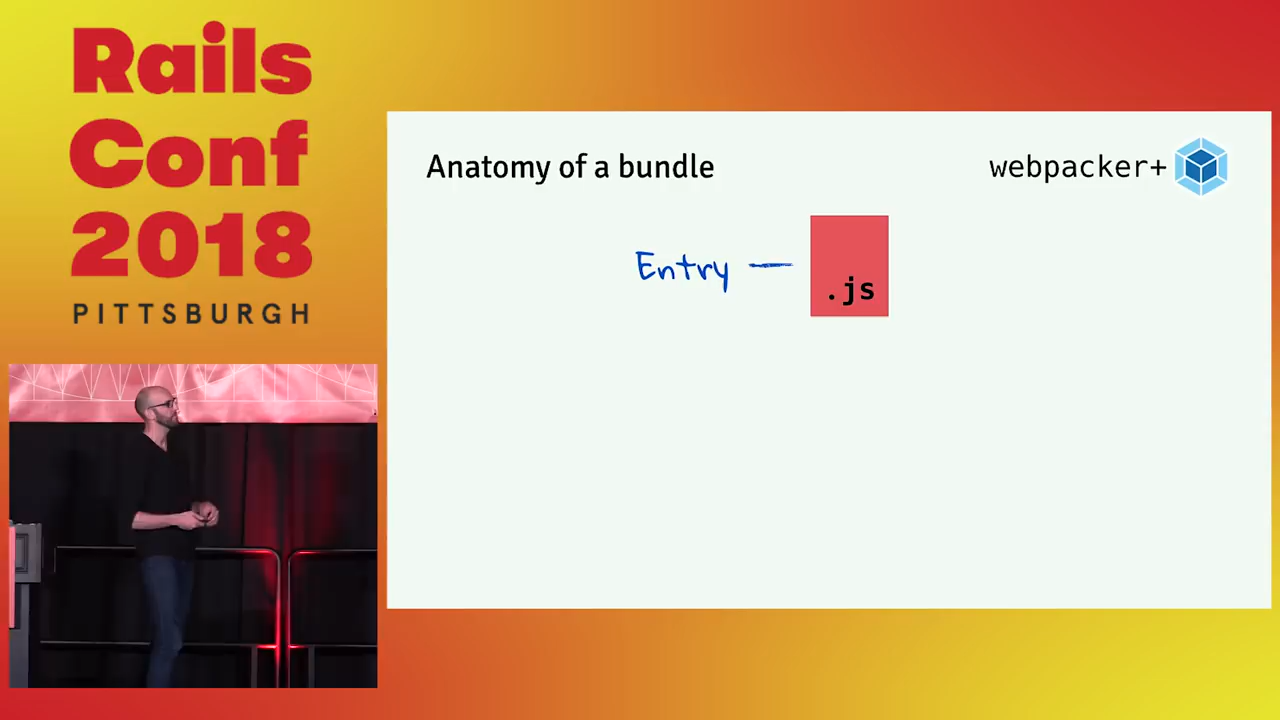 Rails
Conf
2018
PITTSBURGH
Anatomy of a bundle
webpacker+
Entry —
.js